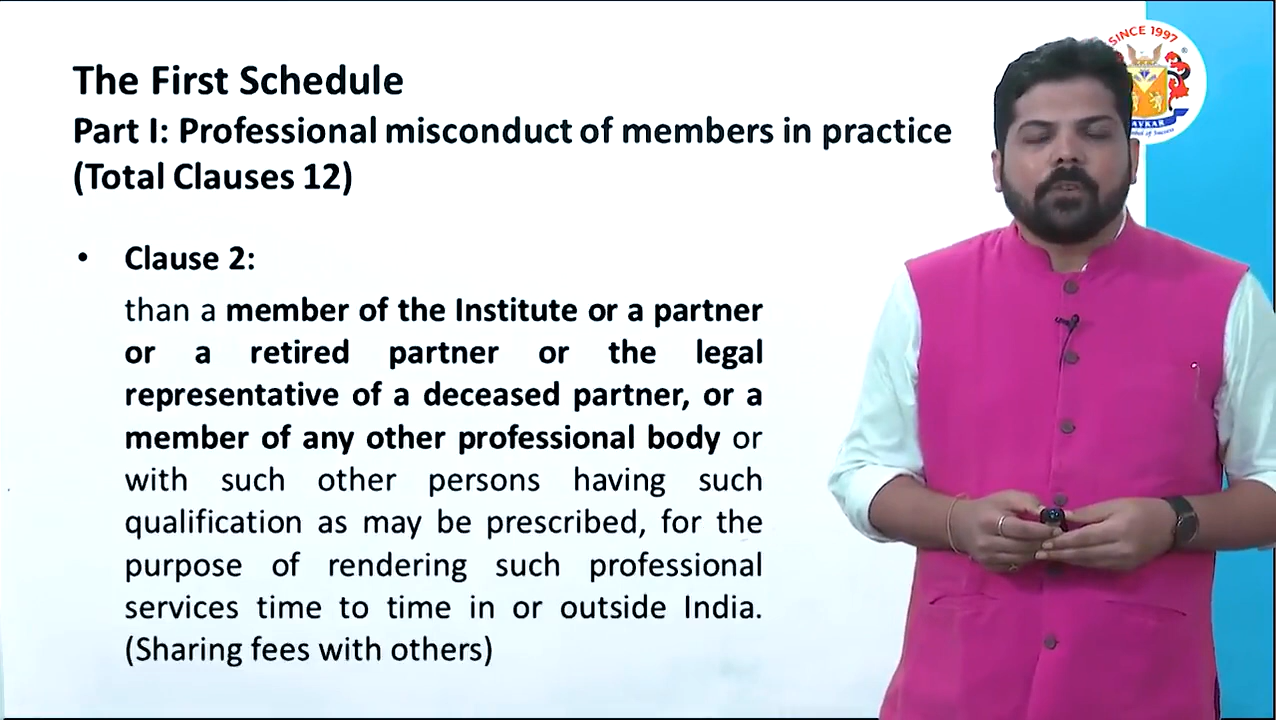 The First Schedule
Part I: Professional misconduct of members in practice
(Total Clauses 12)
SINCE 1997
• Clause 2:
than a member of the Institute or a partner
or a retired partner or the legal
representative of a deceased partner, or a
member of any other professional body or
with such other persons having such
qualification as may be prescribed, for the
purpose of rendering such professional
services time to time in or outside India.
(Sharing fees with others)